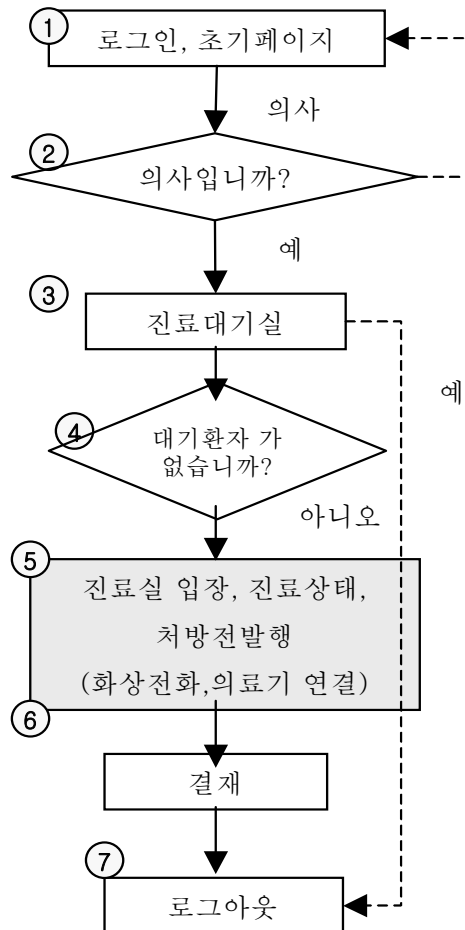 ①
로그인, 초기페이지
의사
②
의사입니까?
예
③
진료대기실
예
④
대기환자 가
없습니까?
아니오
⑤
진료실 입장, 진료상태,
처방전발행
(화상전화,의료기 연결)
⑥
결재
⑦
로그아웃